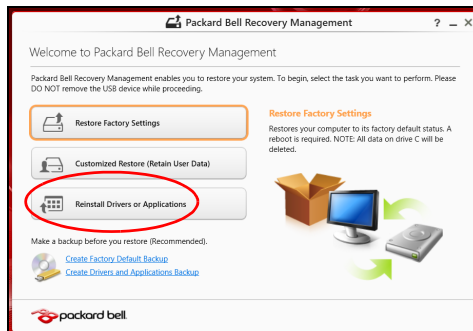 Packard Bell Recovery Management
? _ X
Welcome to Packard Bell Recovery Management
Packard Bell Recovery Management enables you to restore your system. To begin, select the task you want to perform. Please
DO NOT remove the USB device while proceeding.
Restore Factory Settings
Customized Restore (Retain User Data)
Reinstall Drivers or Applications
Restore Factory Settings
Restores your computer to its factory default status. A
reboot is required. NOTE: All data on drive C will be
deleted.
Make a backup before you restore (Recommended).
Create Factory Default Backup
Create Drivers and Applications Backup
packard bell.